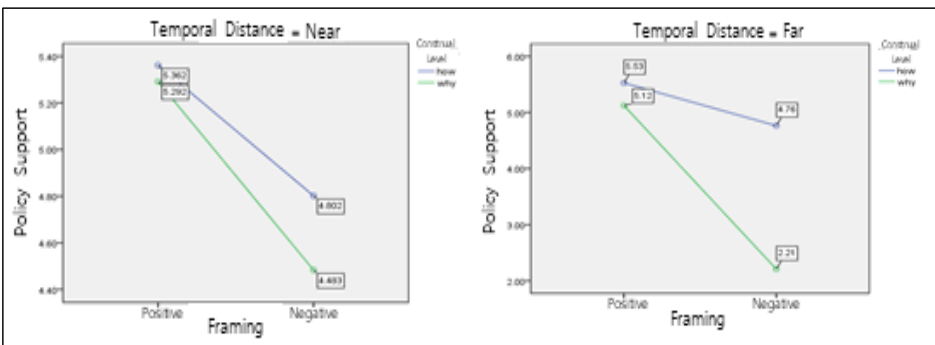 Temporal Distance = Near
Construal
Level
how
why
5.40
5.20
5.00
4.80
4.60
4.40
5.362
5.292
4.802
4.483
Policy Support
Positive
Negative
Framing
Temporal Distance = Far
Construal
Level
how
why
6.00
5.00
4.00
3.00
2.00
5.53
5.12
4.76
2.21
Policy Support
Positive
Negative
Framing